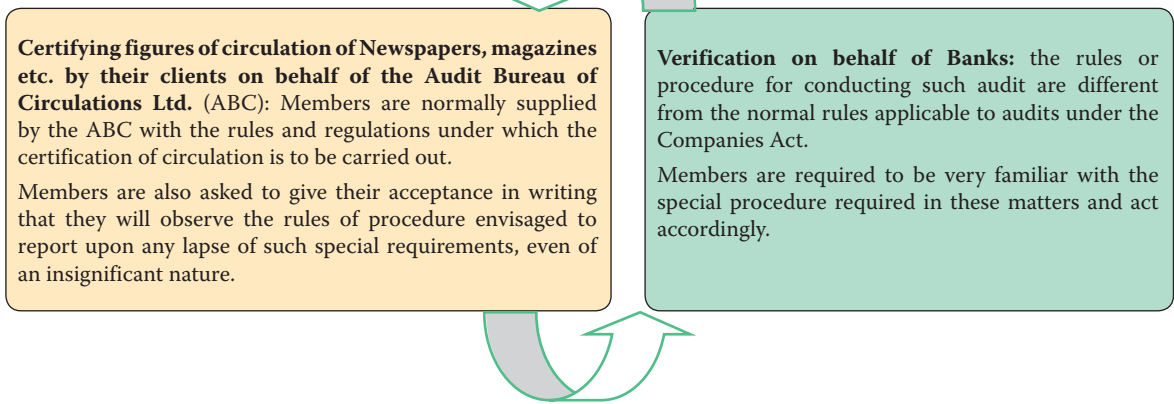 Certifying figures of circulation of Newspapers, magazines
etc. by their clients on behalf of the Audit Bureau of
Circulations Ltd. (ABC): Members are normally supplied
by the ABC with the rules and regulations under which the
certification of circulation is to be carried out.
Members are also asked to give their acceptance in writing
that they will observe the rules of procedure envisaged to
report upon any lapse of such special requirements, even of
an insignificant nature.
Verification on behalf of Banks: the rules or
procedure for conducting such audit are different
from the normal rules applicable to audits under the
Companies Act.
Members are required to be very familiar with the
special procedure required in these matters and act
accordingly.